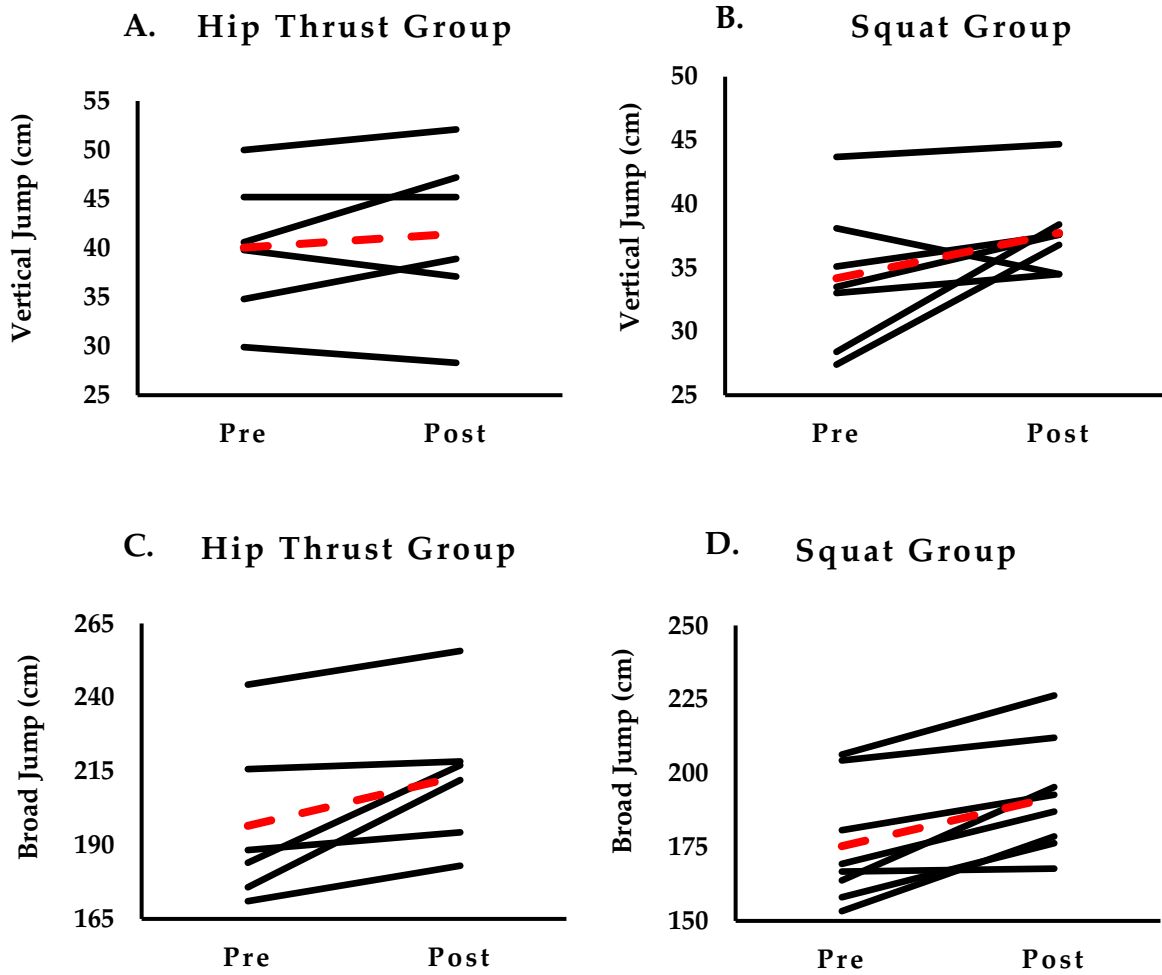 A. Hip Thrust Group
Vertical Jump (cm)
55
50
45
40
35
30
25
Pre Post
B. Squat Group
Vertical Jump (cm)
50
45
40
35
30
25
Pre Post
C. Hip Thrust Group
Broad Jump (cm)
265
240
215
190
165
Pre Post
D. Squat Group
Broad Jump (cm)
250
225
200
175
150
Pre Post